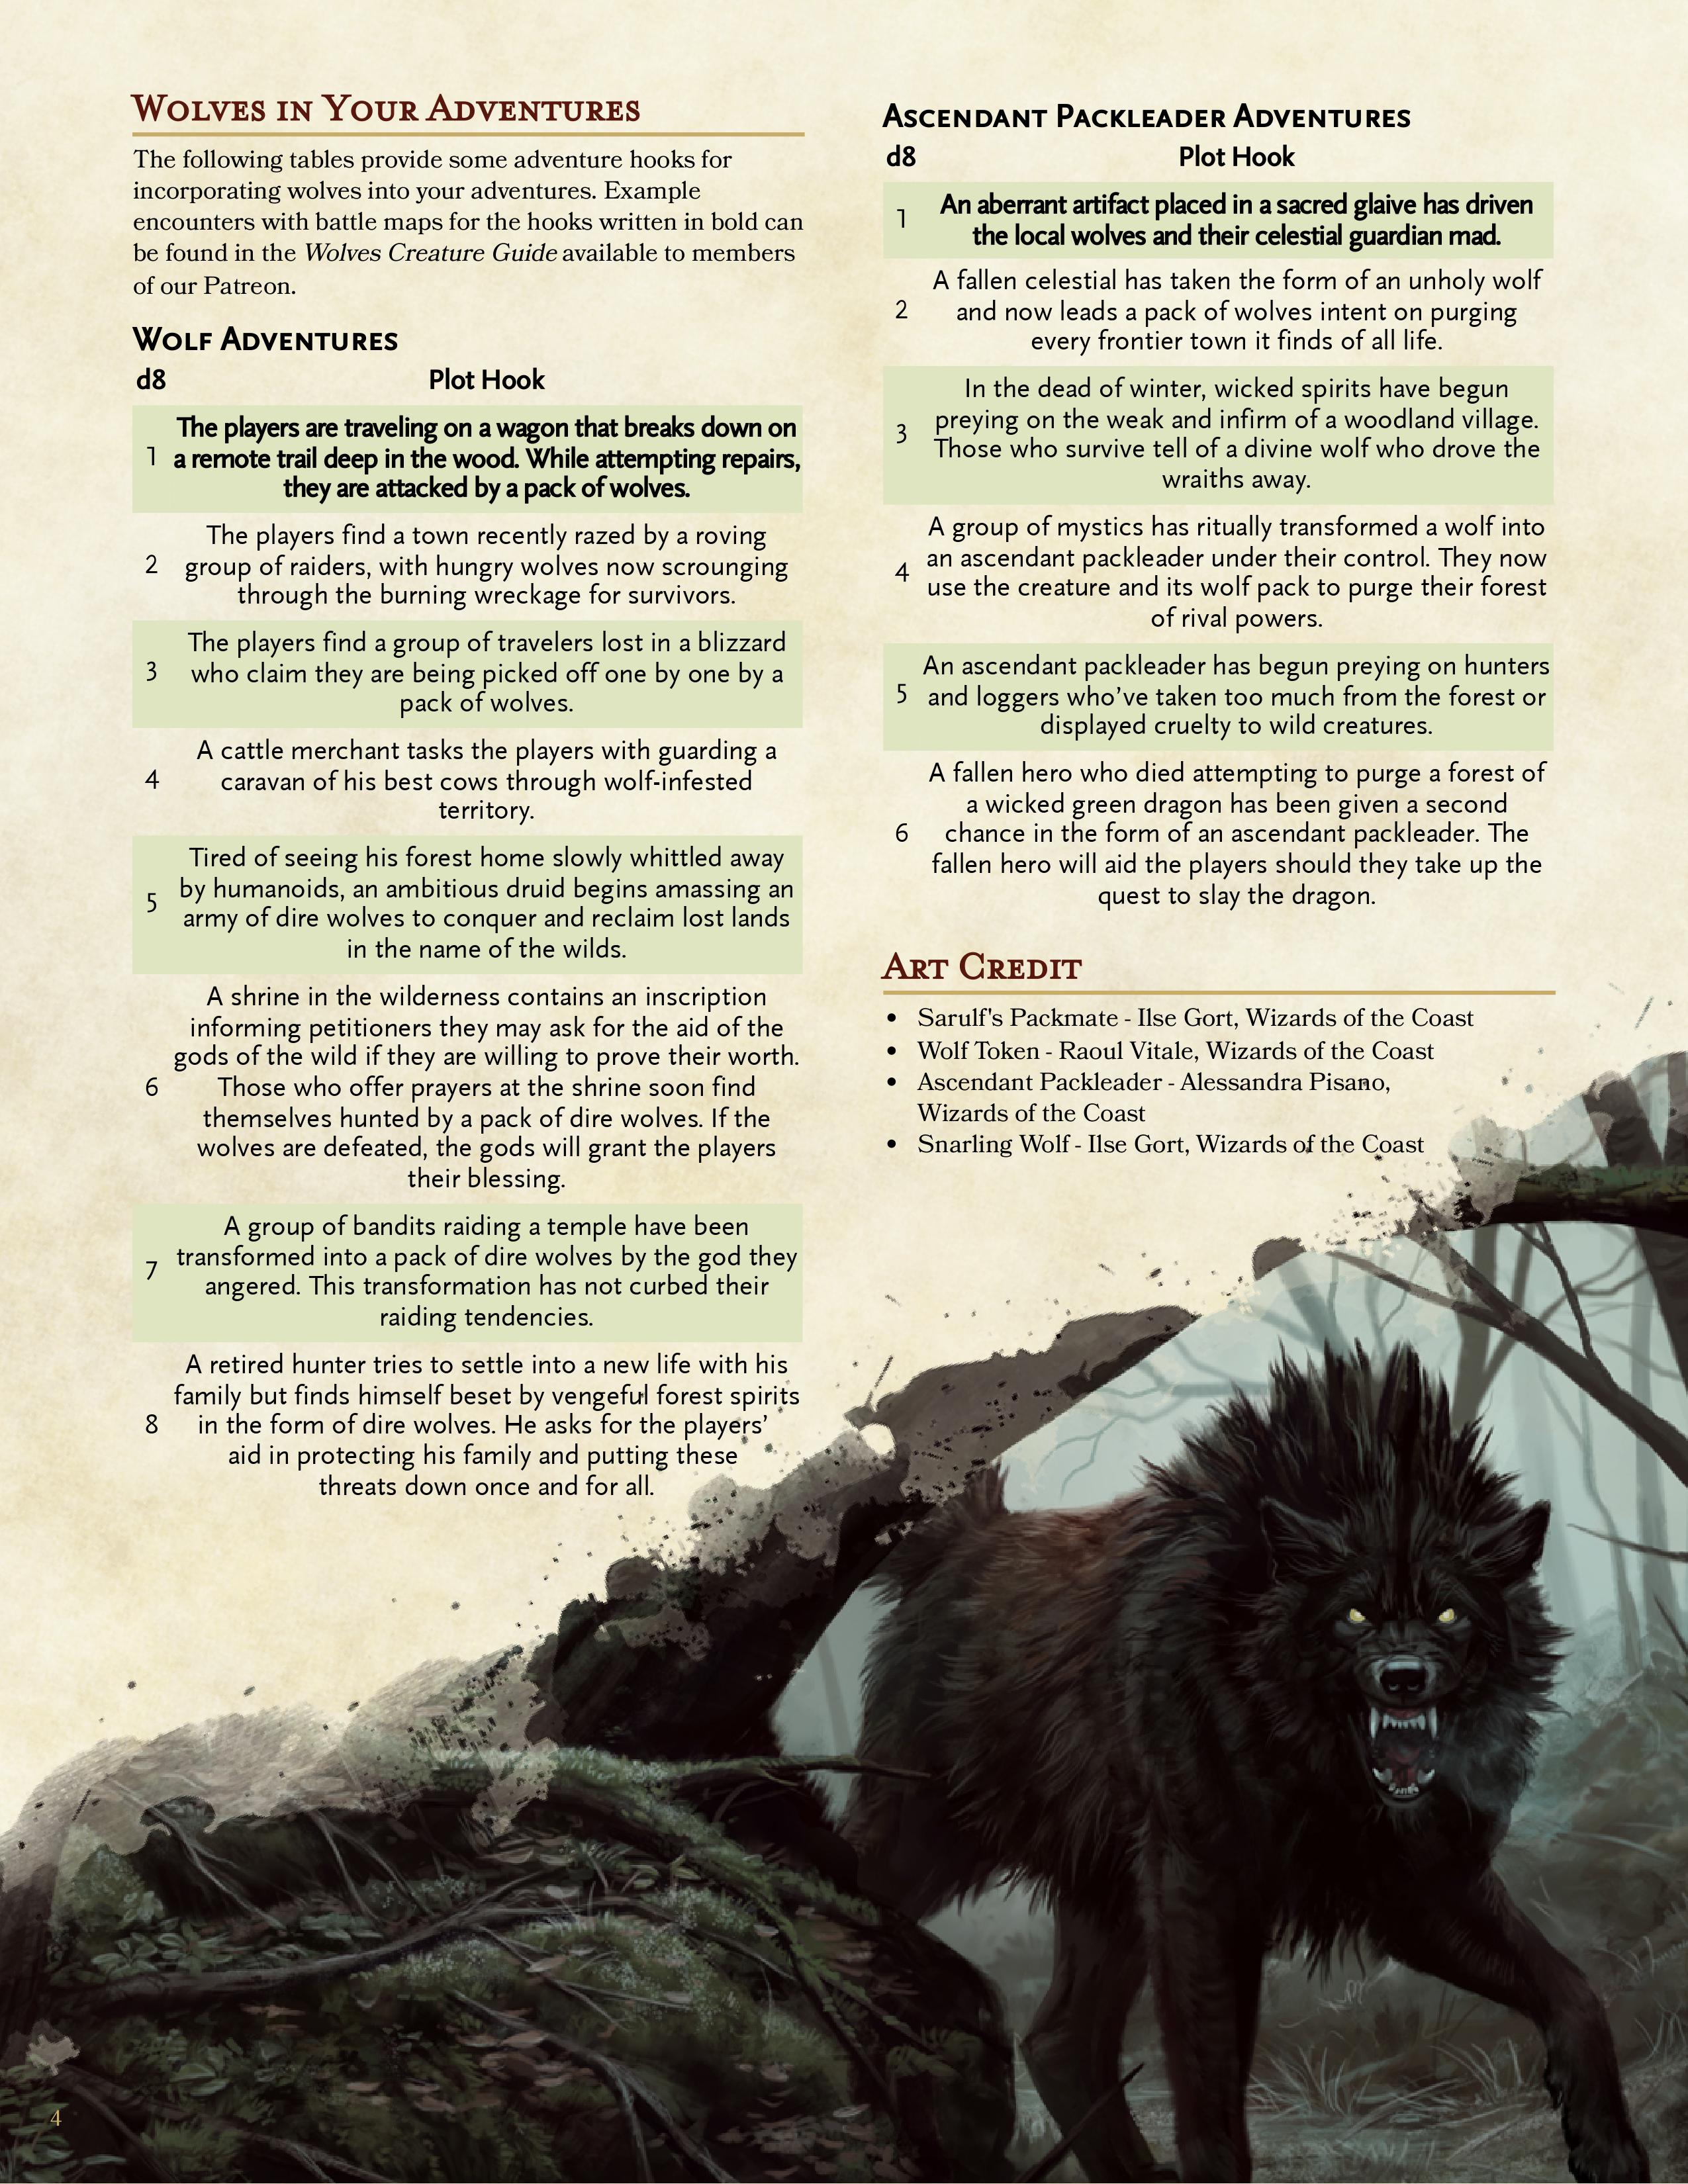 Wolves in Your Adventures
The following tables provide some adventure hooks for
incorporating wolves into your adventures. Example
encounters with battle maps for the hooks written in bold can
be found in the Wolves Creature Guide available to members
of our Patreon.
Wolf Adventures
d8 Plot Hook
The players are traveling on a wagon that breaks down on
1 a remote trail deep in the wood. While attempting repairs,
they are attacked by a pack of wolves.
The players find a town recently razed by a roving
2 group of raiders, with hungry wolves now scrounging
through the burning wreckage for survivors.
The players find a group of travelers lost in a blizzard
3 who claim they are being picked off one by one by a
pack of wolves.
A cattle merchant tasks the players with guarding a
4 caravan of his best cows through wolf-infested
territory.
Tired of seeing his forest home slowly whittled away
by humanoids, an ambitious druid begins amassing an
5 army of dire wolves to conquer and reclaim lost lands
in the name of the wilds.
A shrine in the wilderness contains an inscription
informing petitioners they may ask for the aid of the
gods of the wild if they are willing to prove their worth.
6 Those who offer prayers at the shrine soon find
themselves hunted by a pack of dire wolves. If the
wolves are defeated, the gods will grant the players
their blessing.
A group of bandits raiding a temple have been
7 transformed into a pack of dire wolves by the god they
angered. This transformation has not curbed their
raiding tendencies.
A retired hunter tries to settle into a new life with his
family but finds himself beset by vengeful forest spirits
8 in the form of dire wolves. He asks for the players’
aid in protecting his family and putting these
threats down once and for all.
Ascendant Packleader Adventures
d8 Plot Hook
1 An aberrant artifact placed in a sacred glaive has driven
the local wolves and their celestial guardian mad.
A fallen celestial has taken the form of an unholy wolf
2 and now leads a pack of wolves intent on purging
every frontier town it finds of all life.
In the dead of winter, wicked spirits have begun
preying on the weak and infirm of a woodland village.
3 Those who survive tell of a divine wolf who drove the
wraiths away.
A group of mystics has ritually transformed a wolf into
an ascendant packleader under their control. They now
4 use the creature and its wolf pack to purge their forest
of rival powers.
An ascendant packleader has begun preying on hunters
5 and loggers who’ve taken too much from the forest or
displayed cruelty to wild creatures.
A fallen hero who died attempting to purge a forest of
a wicked green dragon has been given a second
6 chance in the form of an ascendant packleader. The
fallen hero will aid the players should they take up the
quest to slay the dragon.
Art Credit
• Sarulf's Packmate - Ilse Gort, Wizards of the Coast
• Wolf Token - Raoul Vitale, Wizards of the Coast
• Ascendant Packleader - Alessandra Pisano,
Wizards of the Coast
• Snarling Wolf - Ilse Gort, Wizards of the Coast
4